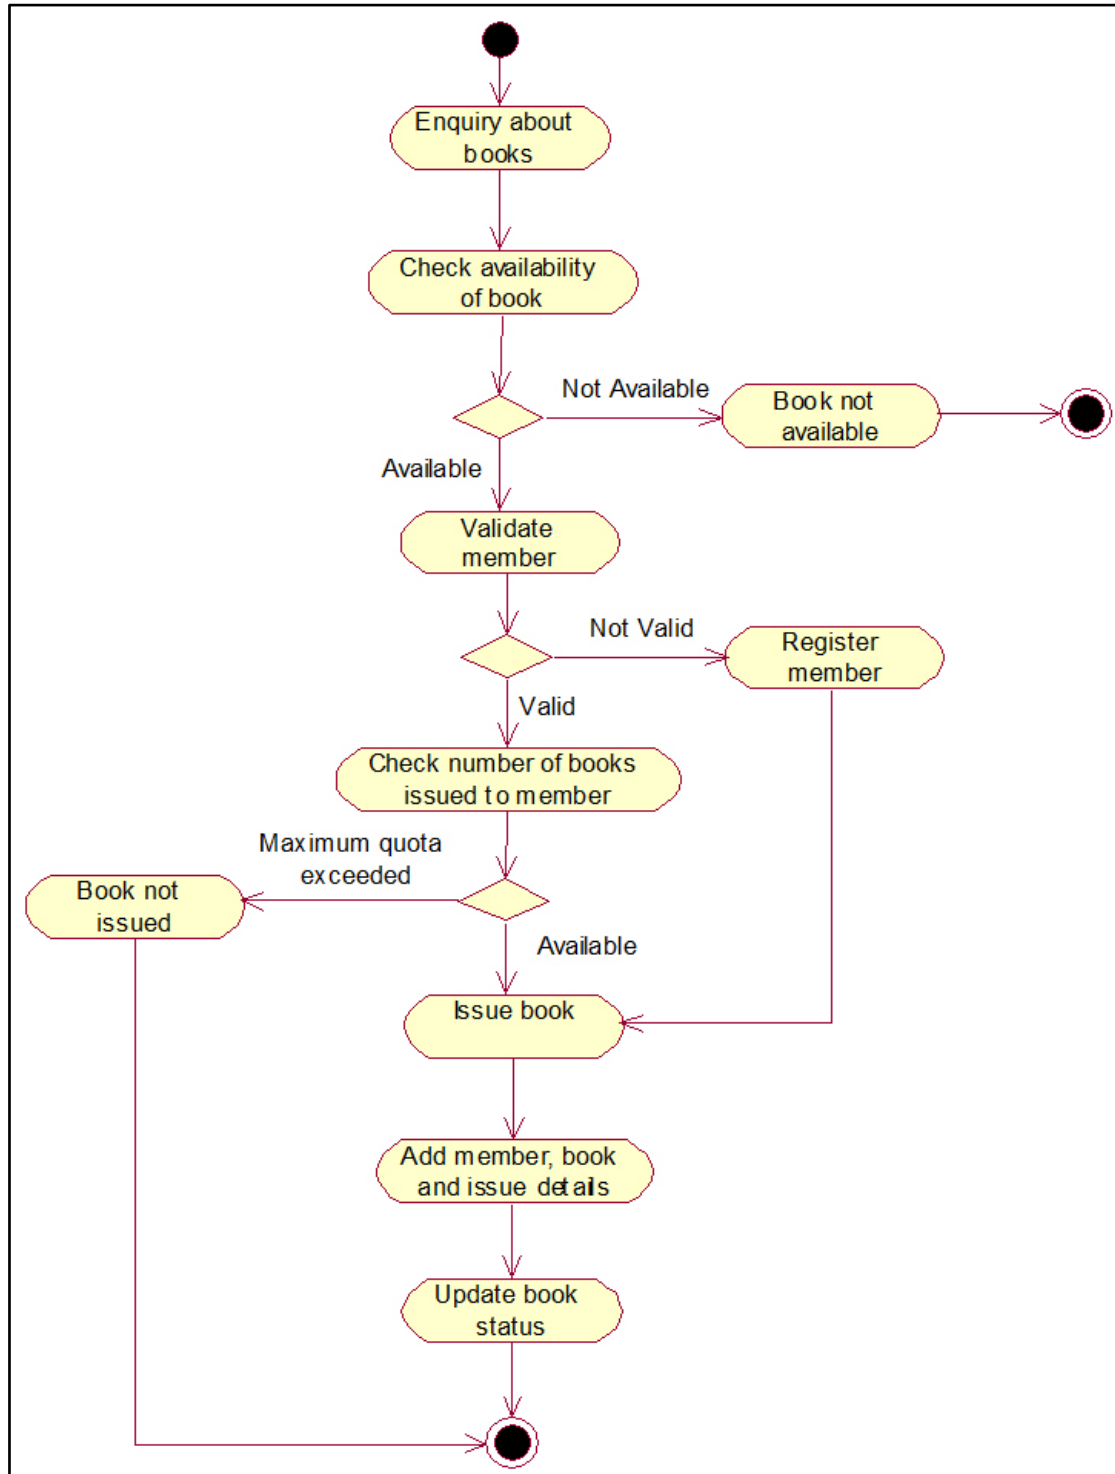 Enquiry about
books
Check availability
of book
Not Available
Book not
available
Available
Validate
member
Not Valid
Register
member
Valid
Check number of books
issued to member
Maximum quota
exceeded
Book not
issued
Available
Issue book
Add member, book
and issue details
Update book
status